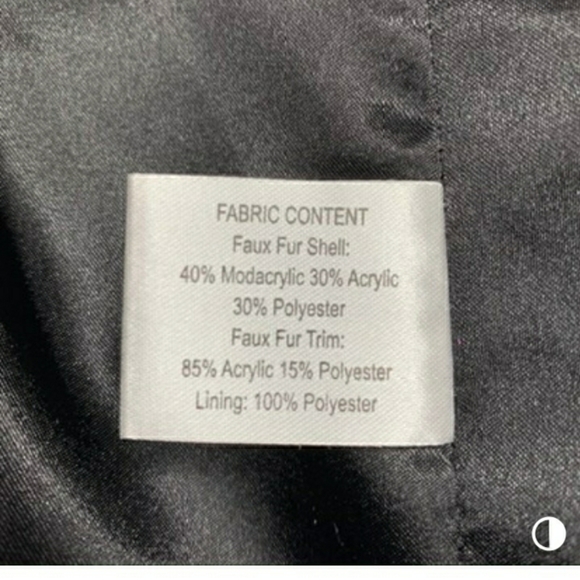 FABRIC CONTENT
Faux Fur Shell:
40% Modacrylic 30% Acrylic
30% Polyester
Faux Fur Trim:
85% Acrylic 15% Polyester
Lining: 100% Polyester